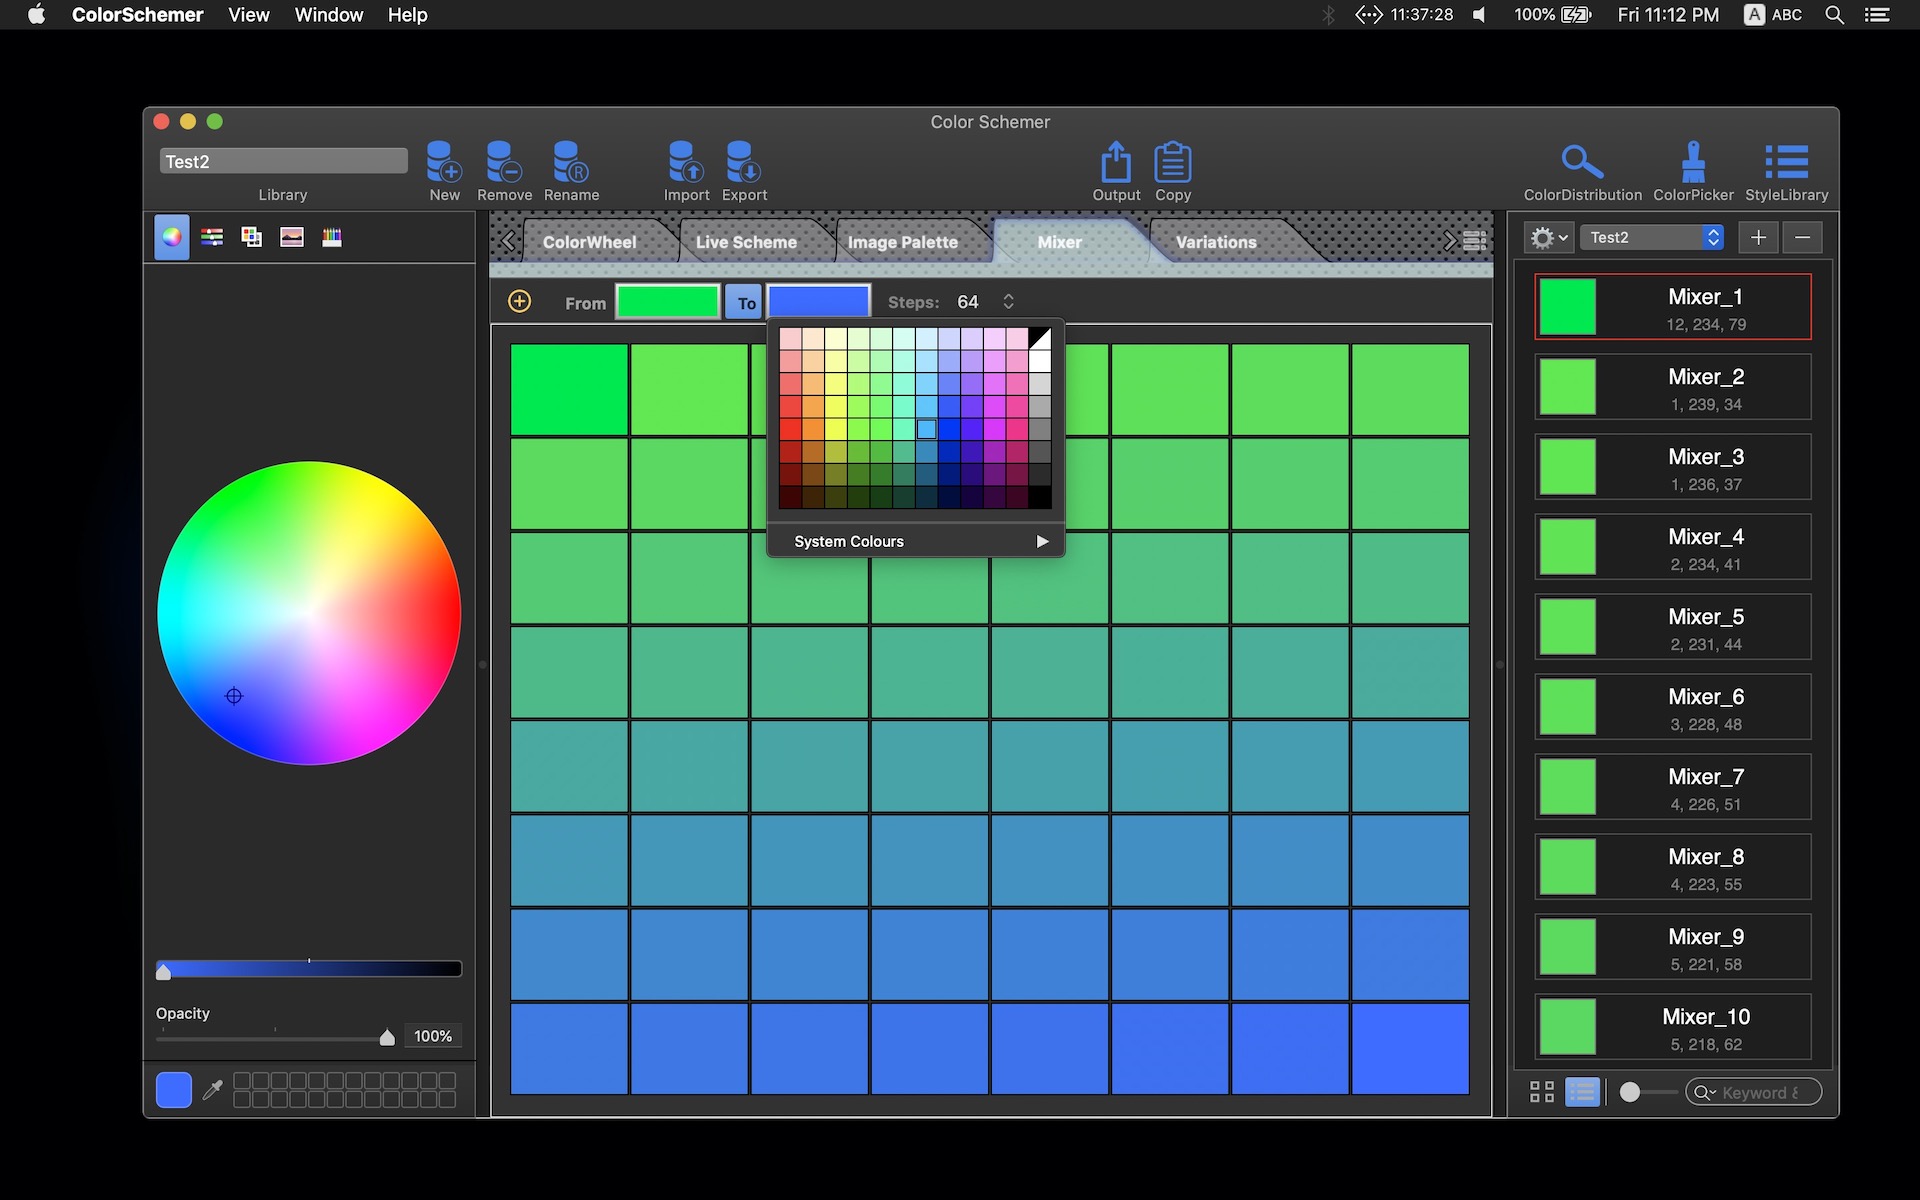 ColorSchemer View Window Help
11:37:28 100% Fri 11:12 PM A ABC
Color Schemer
Test2
Library New Remove Rename Import Export Output Copy ColorDistribution ColorPicker StyleLibrary
ColorWheel Live Scheme Image Palette Mixer Variations
Test2
From To Steps: 64
System Colours
Opacity
100%
Mixer_1
12, 234, 79
Mixer_2
1, 239, 34
Mixer_3
1, 236, 37
Mixer_4
2, 234, 41
Mixer_5
2, 231, 44
Mixer_6
3, 228, 48
Mixer_7
4, 226, 51
Mixer_8
4, 223, 55
Mixer_9
5, 221, 58
Mixer_10
5, 218, 62
Keyword